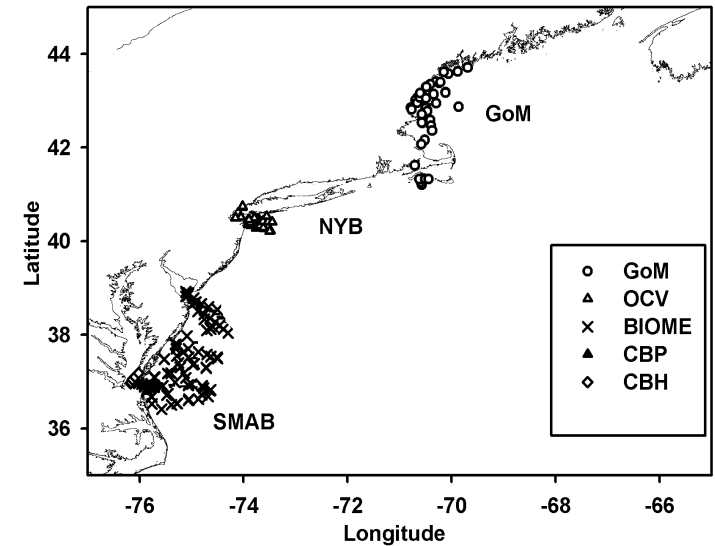 44
42
40
38
36
Latitude
GoM
NYB
SMAB
GoM
OCV
BIOME
CBP
CBH
-76 -74 -72 -70 -68 -66
Longitude